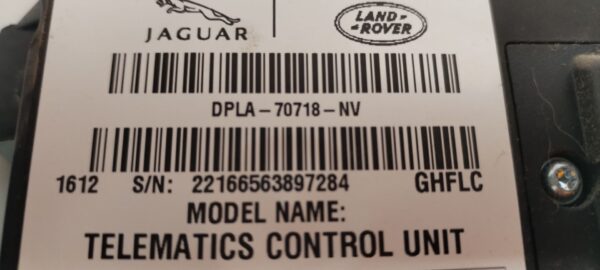 JAGUAR LAND-
-ROVER
DPLA-70718-NV
1612 S/N: 22166563897284 GHFLC
MODEL NAME:
TELEMATICS CONTROL UNIT